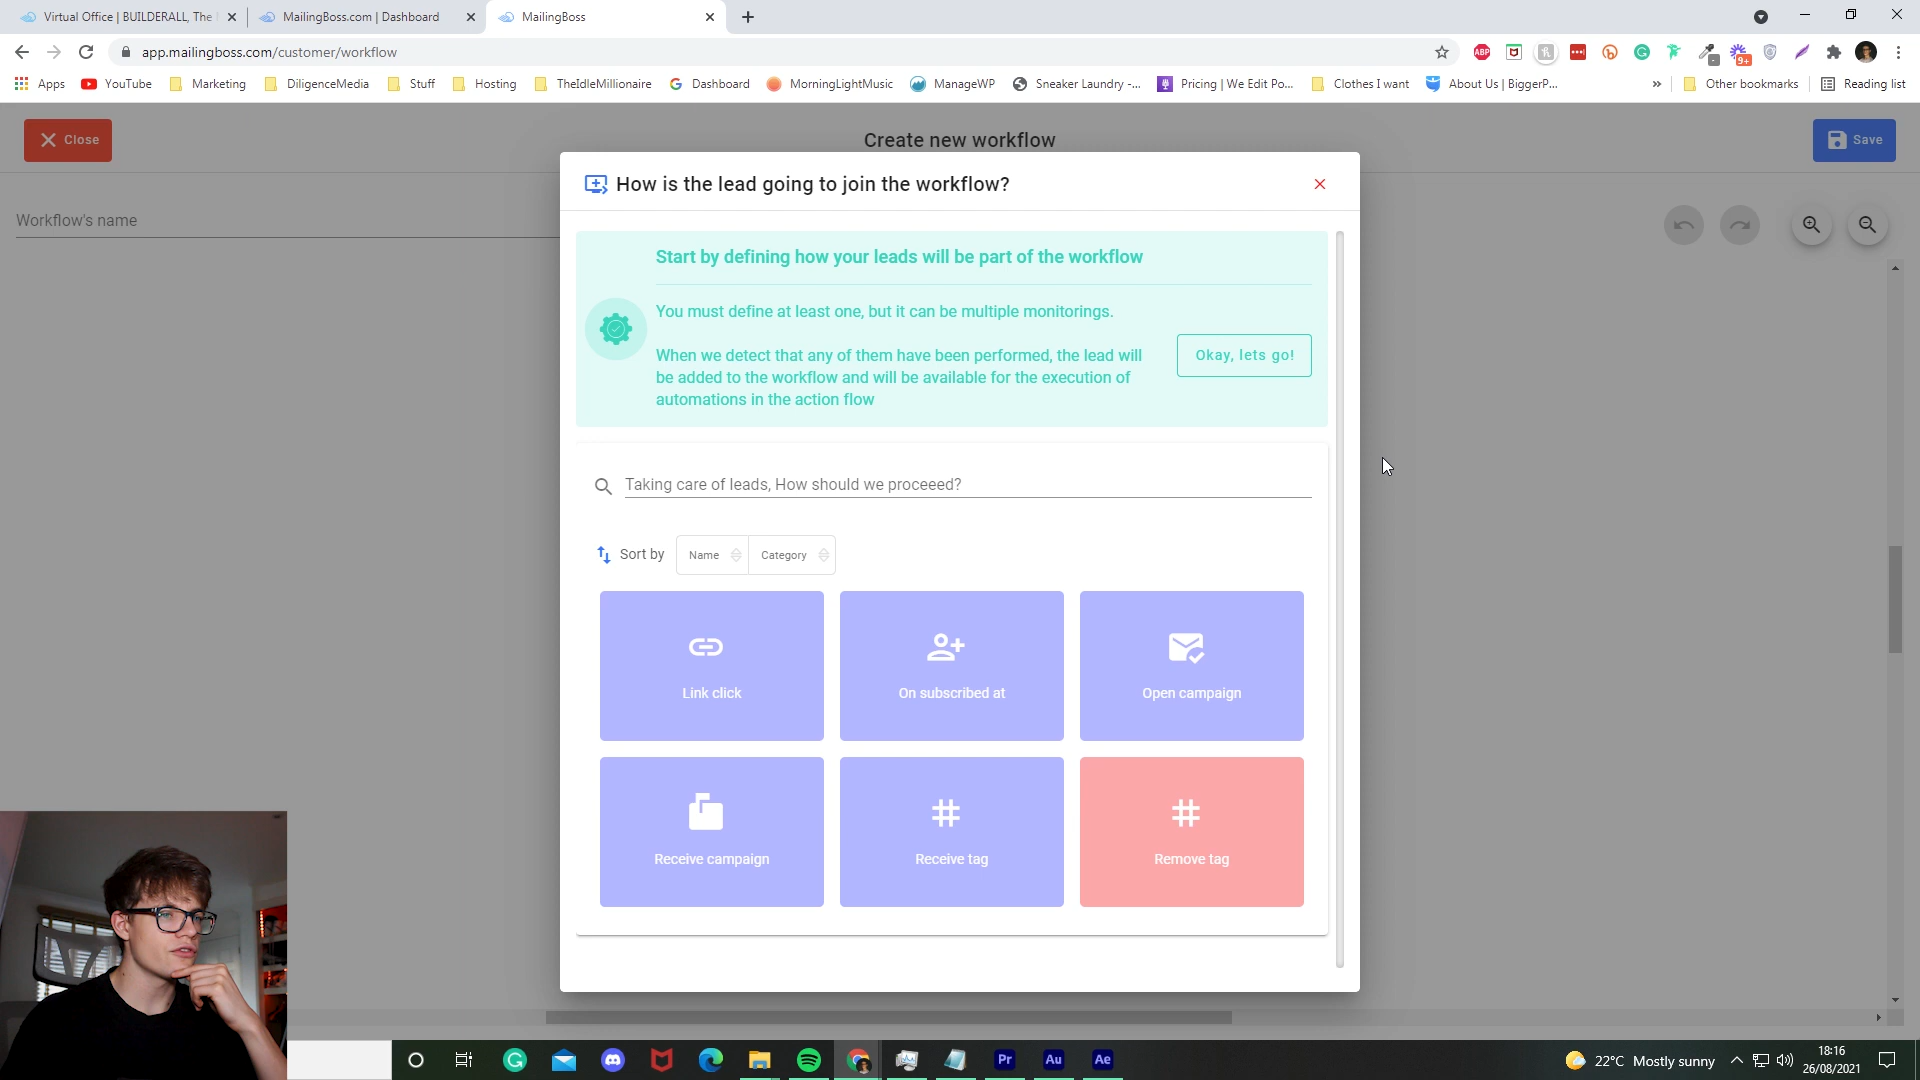 Virtual Office | BUILDERALL, The
MailingBoss.com | Dashboard
MailingBoss
app.mailingboss.com/customer/workflow
ABP
9+
Apps
YouTube
Marketing
DiligenceMedia
Stuff
Hosting
TheIdleMillionaire
Dashboard
MorningLightMusic
ManageWP
Sneaker Laundry -...
Pricing | We Edit Po...
Clothes I want
About Us | BiggerP...
»
Other bookmarks
Reading list
Close
Create new workflow
Save
How is the lead going to join the workflow?
Workflow's name
Start by defining how your leads will be part of the workflow
You must define at least one, but it can be multiple monitorings.
When we detect that any of them have been performed, the lead will
be added to the workflow and will be available for the execution of
automations in the action flow
Okay, lets go!
Taking care of leads, How should we proceeed?
Sort by
Name
Category
Link click
On subscribed at
Open campaign
Receive campaign
Receive tag
Remove tag
Pr
Au
Ae
22°C Mostly sunny
18:16
26/08/2021